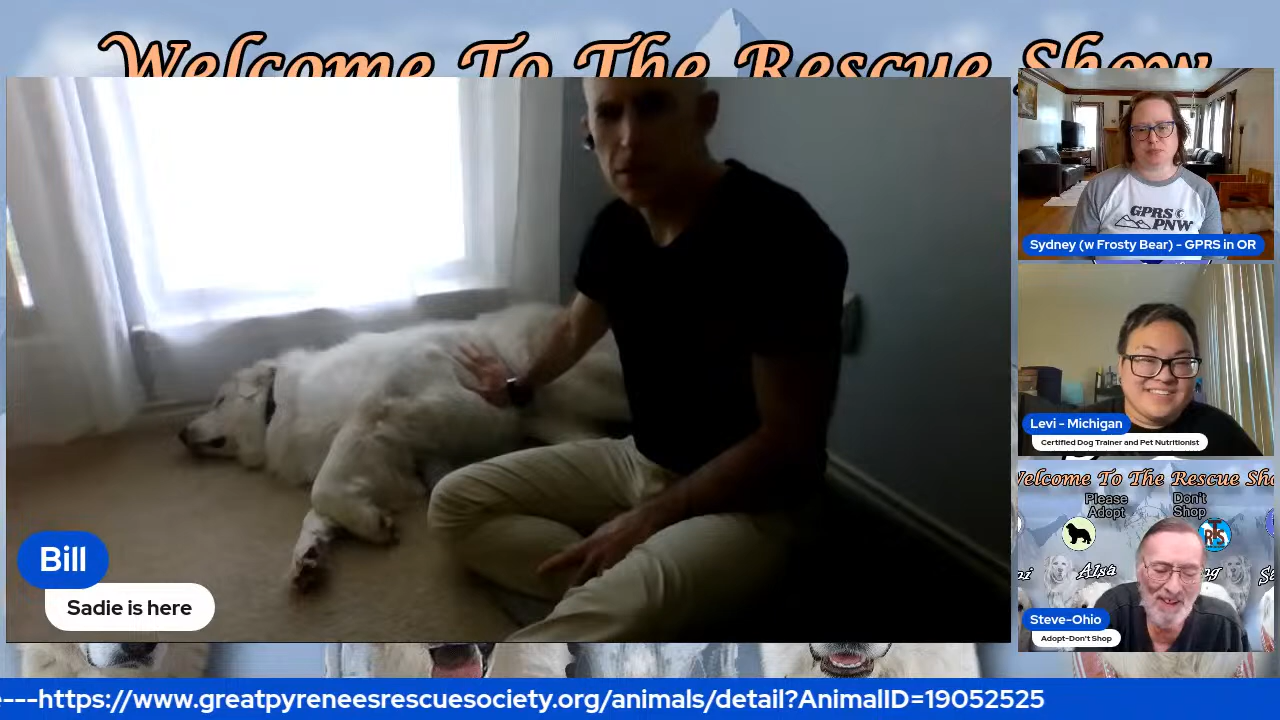 Welcome To The Rescue Show
GPRS
PNW
Sydney (w Frosty Bear) - GPRS in OR
Levi - Michigan
Certified Dog Trainer and Pet Nutritionist
Welcome To The Rescue Sho
Please
Adopt
Don't
Shop
TRS
Alsa
Steve-Ohio
Adopt-Don't Shop
Bill
Sadie is here
---https://www.greatpyreneesrescuesociety.org/animals/detail?AnimalID=19052525